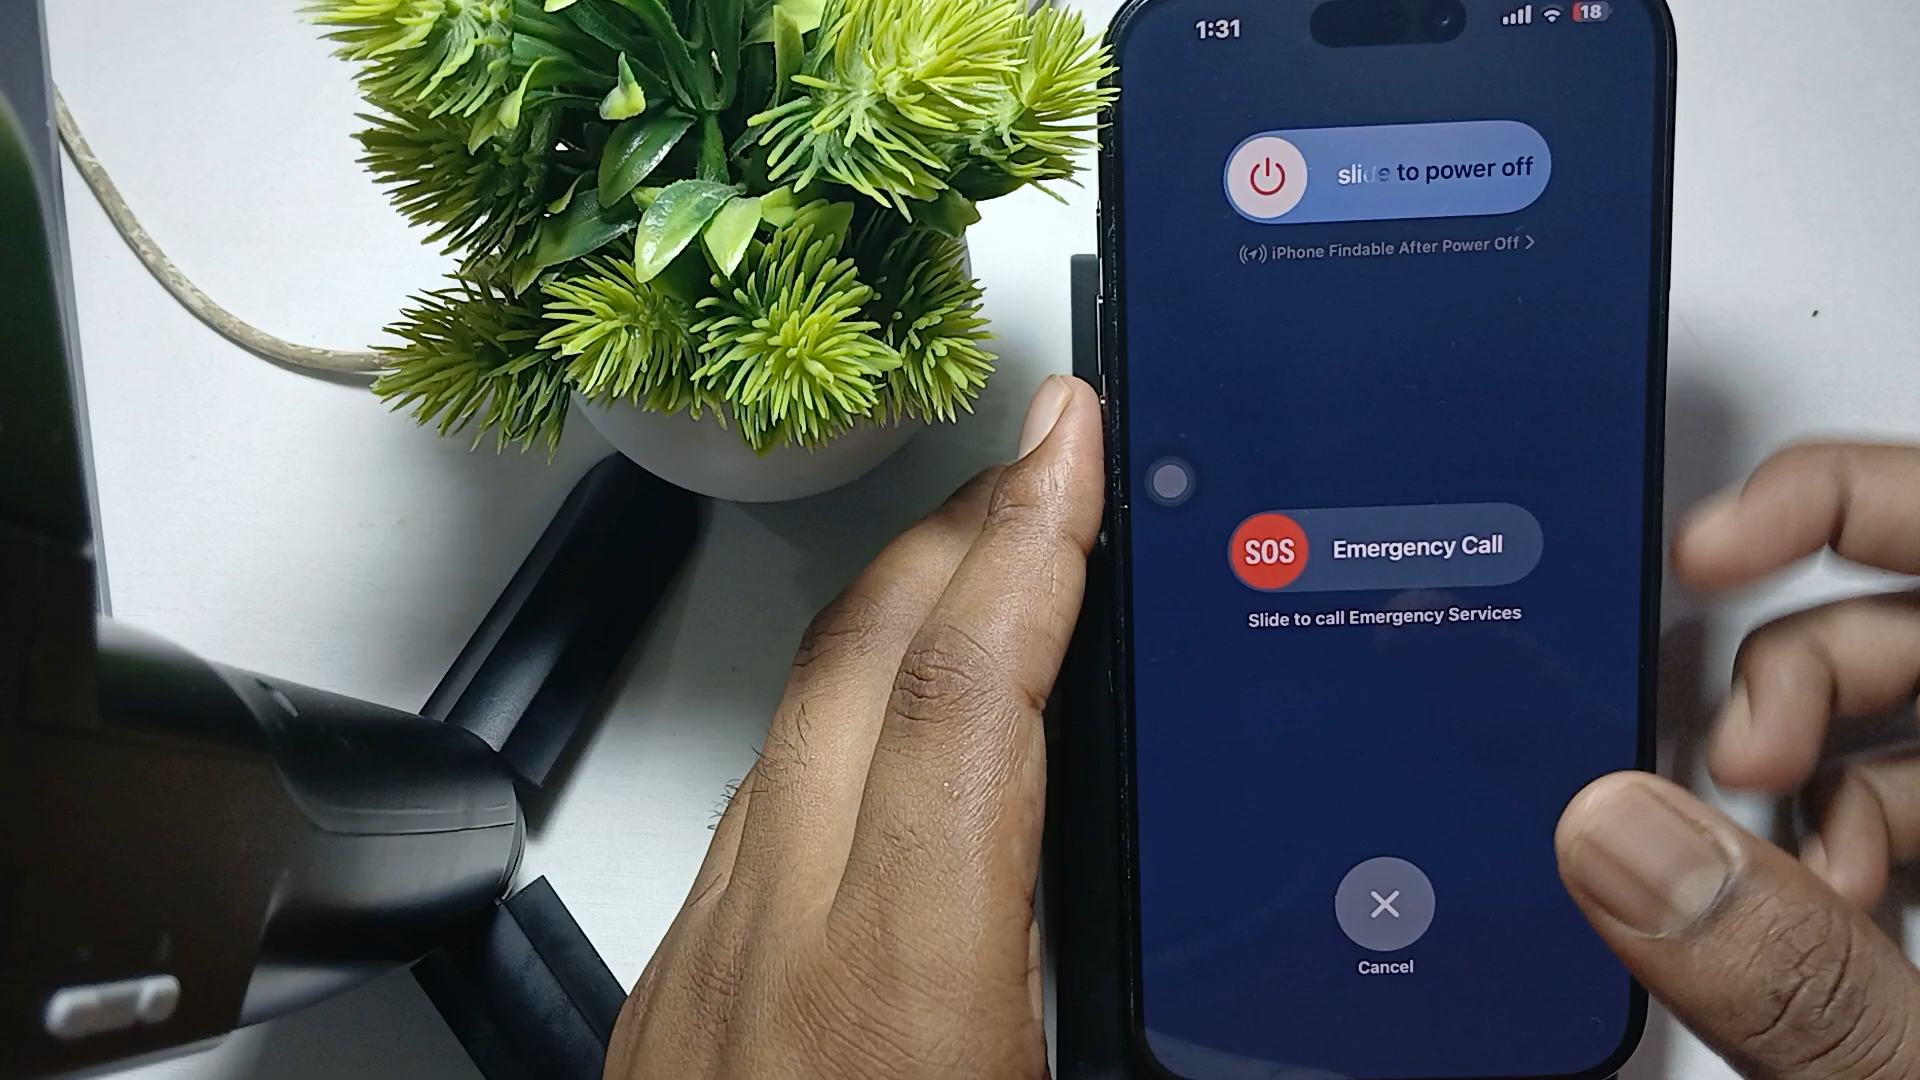 1:31
18
slide to power off
iPhone Findable After Power Off
SOS
Emergency Call
Slide to call Emergency Services
Cancel